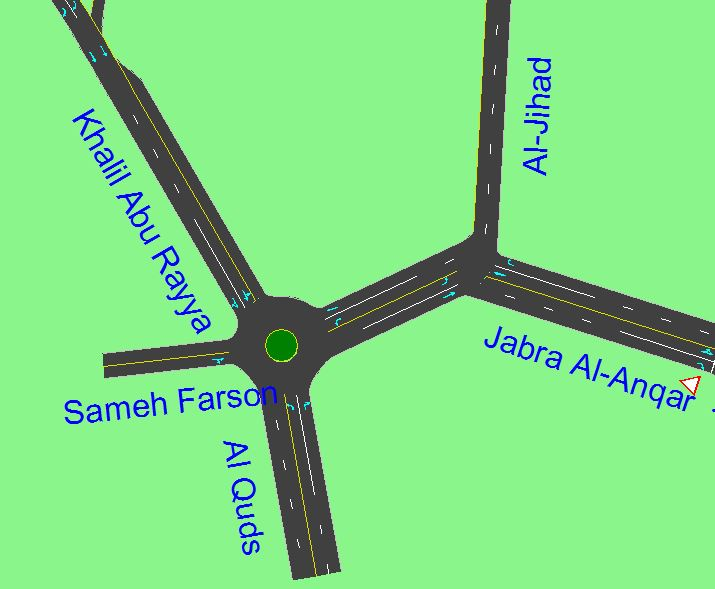 Al-Jihad
Khalil Abu Rayya
Jabra Al-Anqar
Sameh Farson
Al Quds